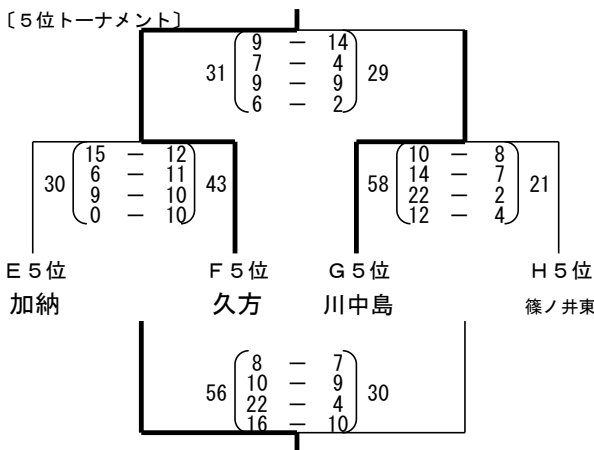 〔５位トーナメント〕
9 － 14
31 7 － 4 29
9 － 9
6 － 2
15 － 12 10 － 8
30 6 － 11 43 58 14 － 7 21
9 － 10 22 － 2
0 － 10 12 － 4
Ｅ５位 Ｆ５位 Ｇ５位 Ｈ５位
加納 久方 川中島 篠ノ井東
8 － 7
56 10 － 9 30
22 － 4
16 － 10